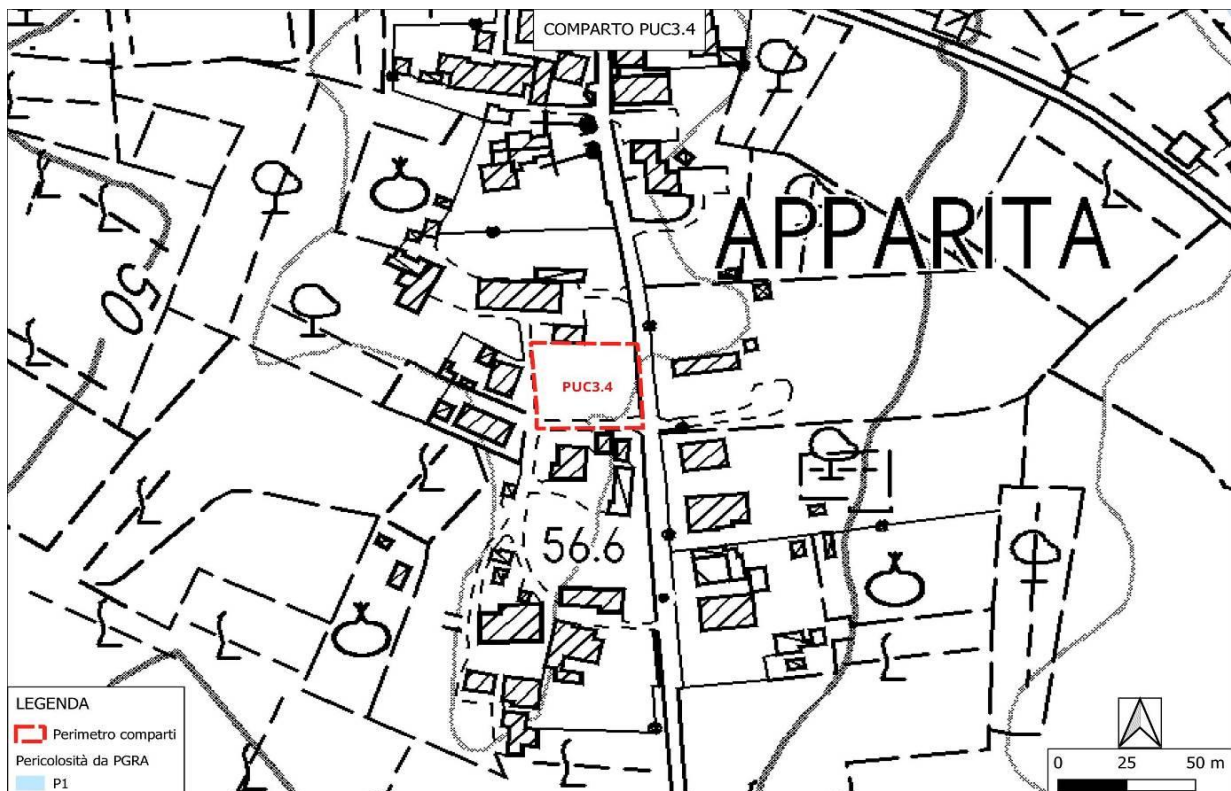 COMPARTO PUC3.4
APPARITA
50
PUC3.4
56.6
LEGENDA
Perimetro comparti
Pericolosità da PGRA
P1
0 25 50 m